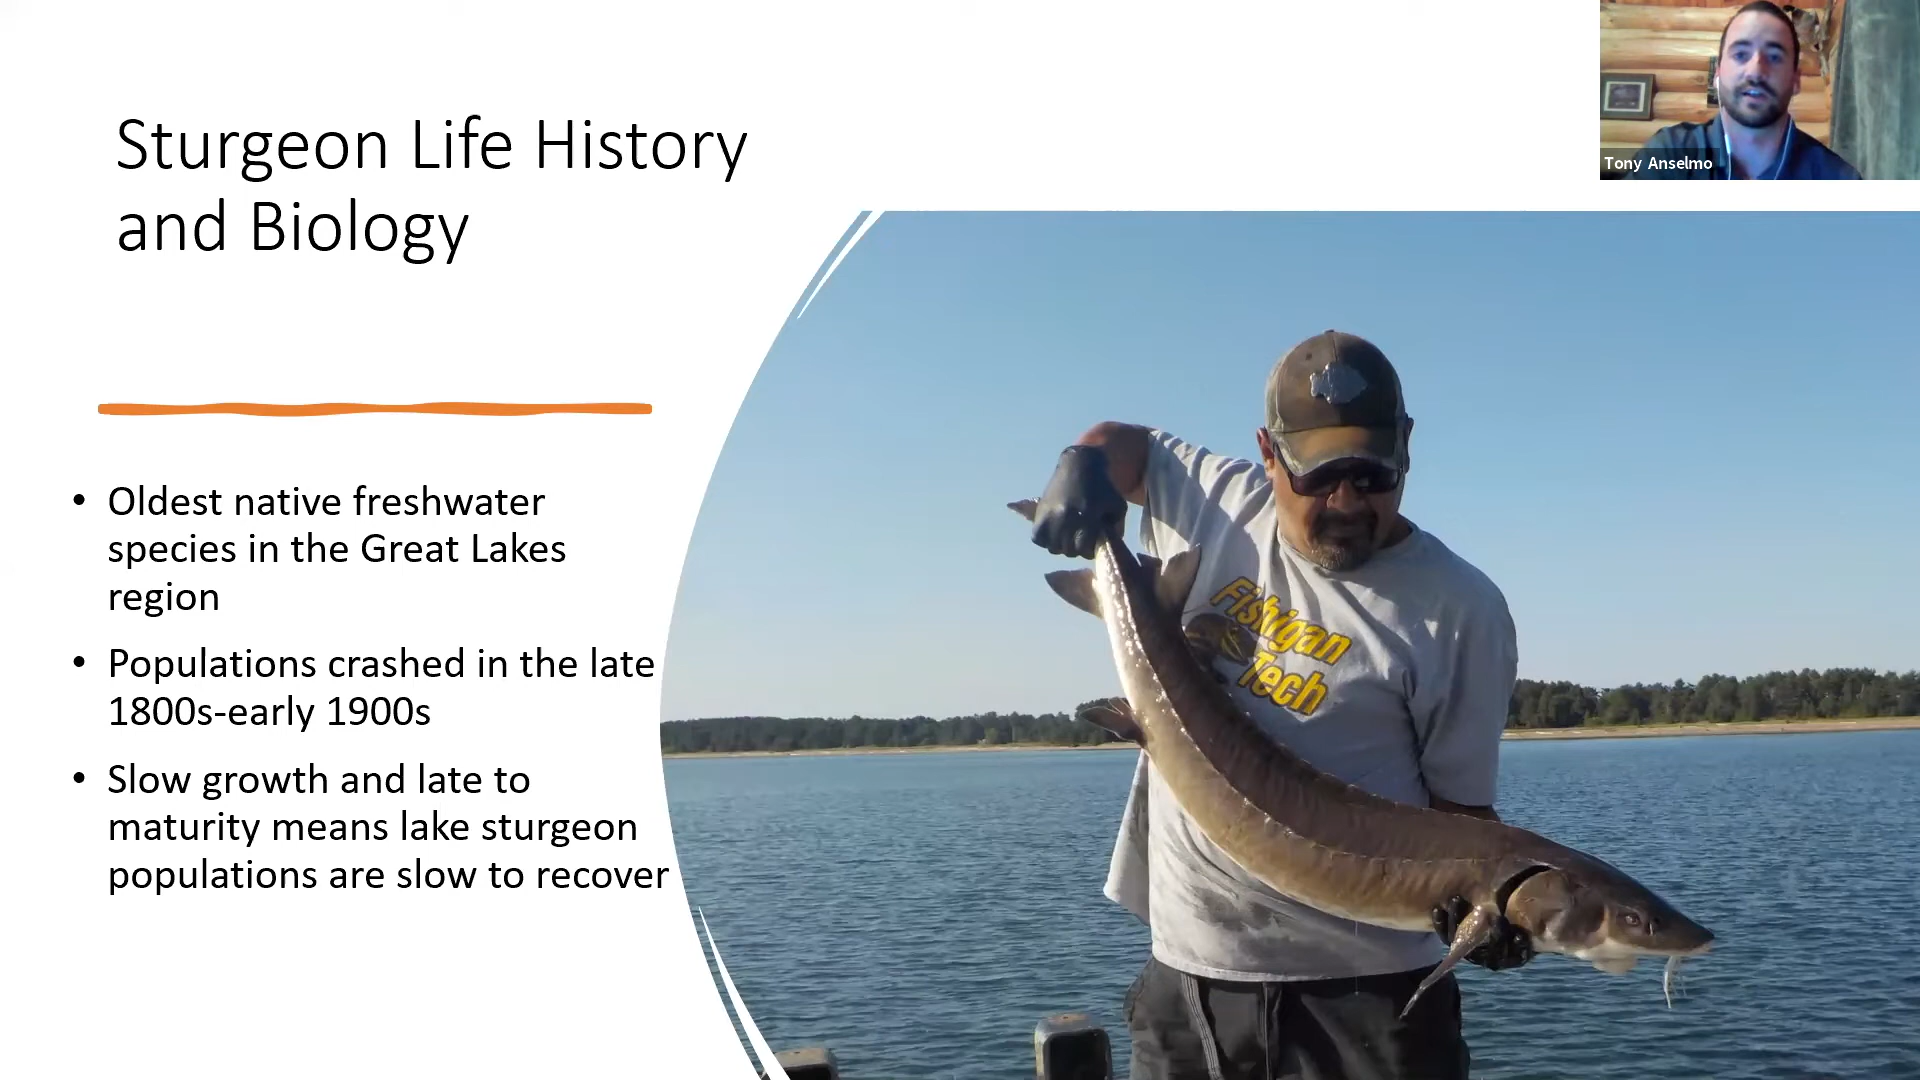 Sturgeon Life History
and Biology
• Oldest native freshwater
species in the Great Lakes
region
• Populations crashed in the late
1800s-early 1900s
• Slow growth and late to
maturity means lake sturgeon
populations are slow to recover
Tony Anselmo
Fishigan
Tech